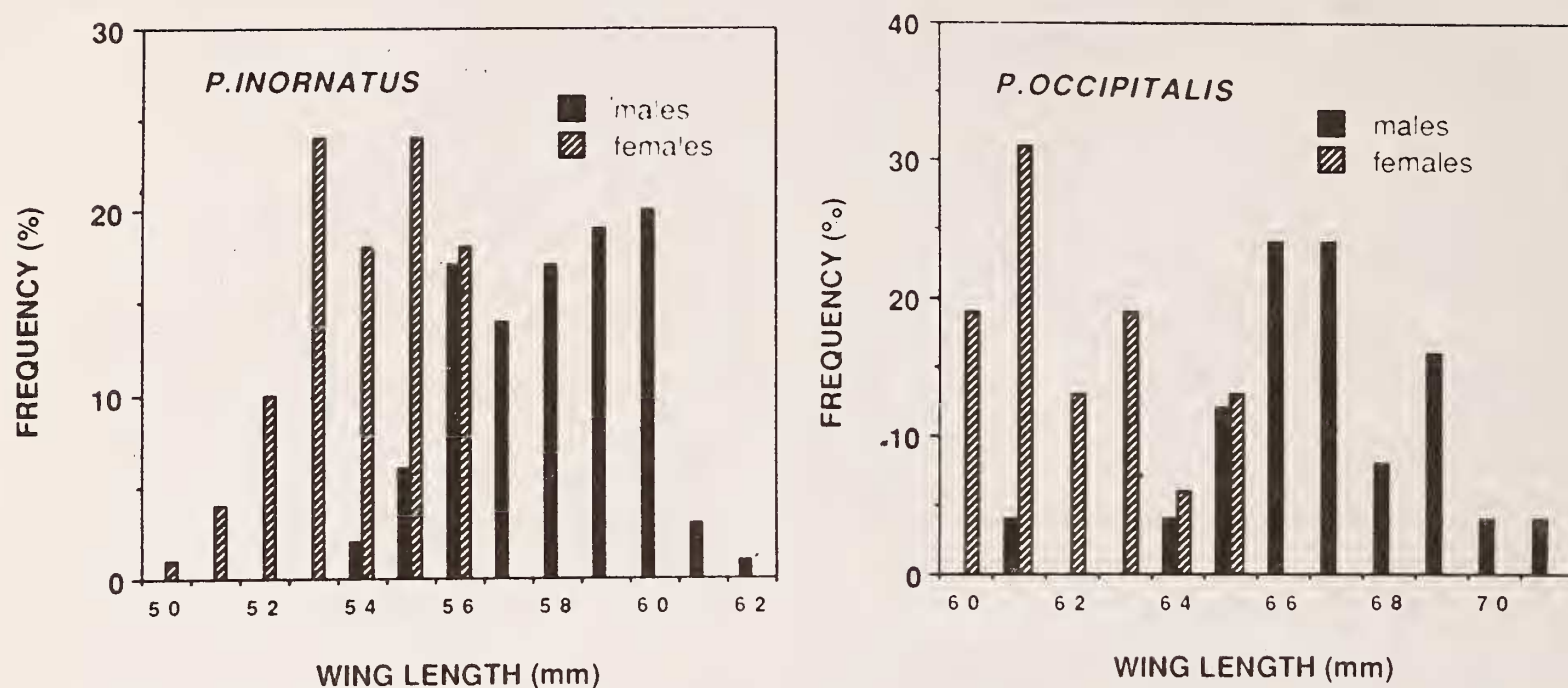 P.INORNATUS
males
females
FREQUENCY (%)
30
20
10
0
50 52 54 56 58 60 62
WING LENGTH (mm)
P.OCCIPITALIS
males
females
FREQUENCY (%)
40
30
20
10
0
60 62 64 66 68 70
WING LENGTH (mm)